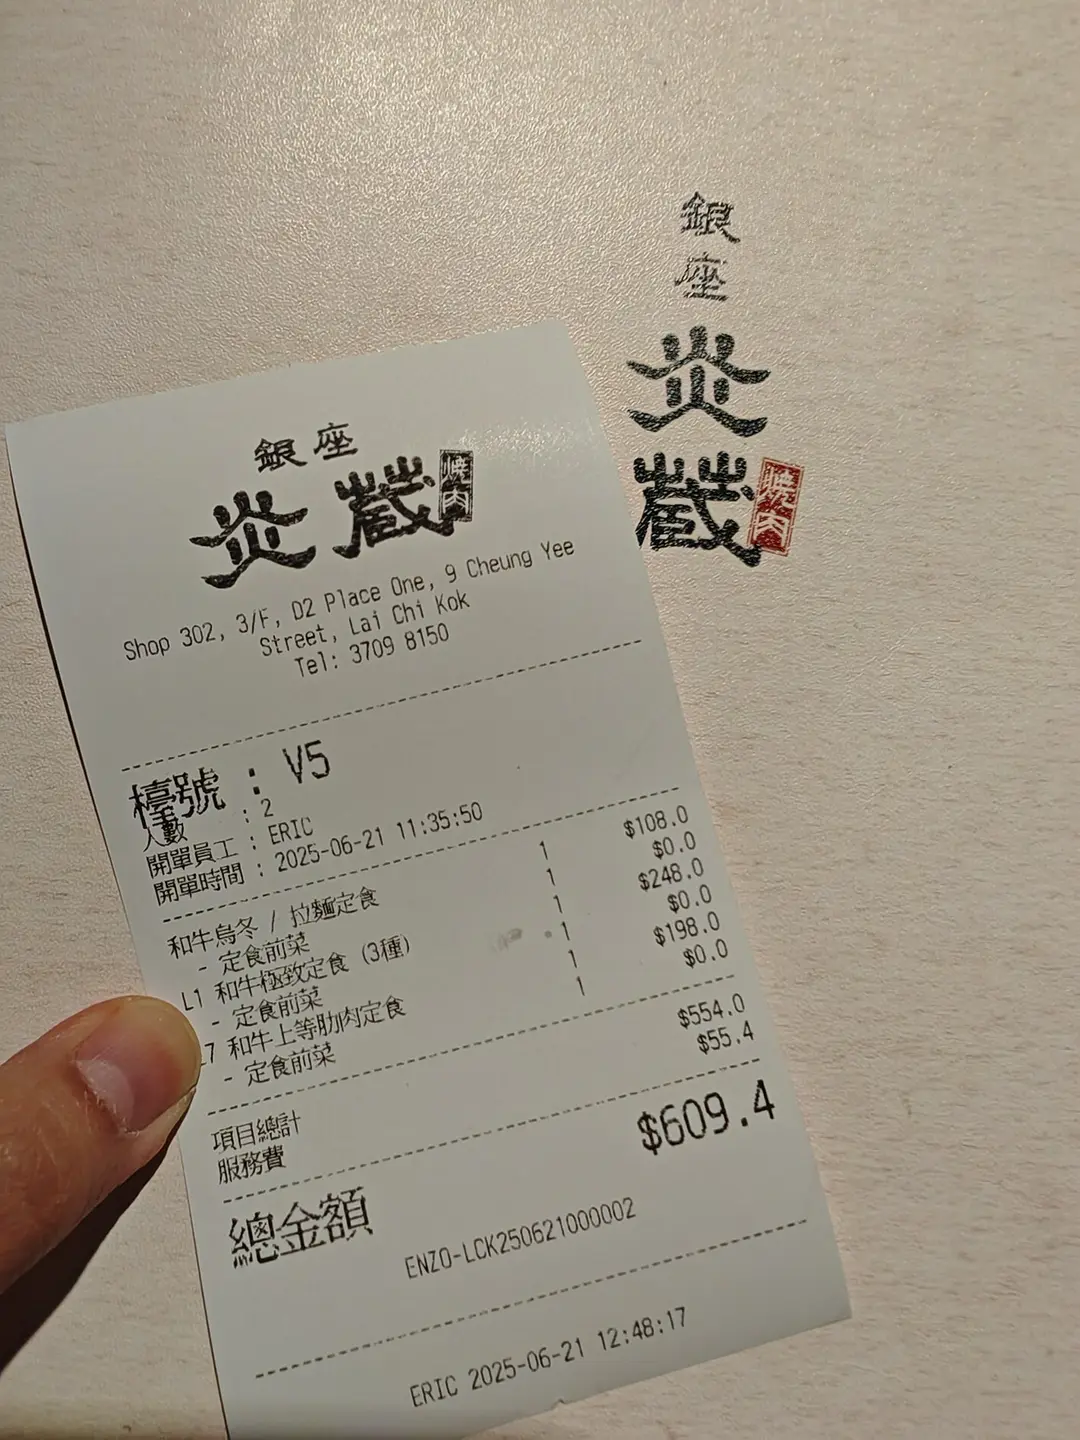 銀
座
炎
蔵
焼肉
銀座
炎蔵 焼肉
Shop 302, 3/F, D2 Place One, 9 Cheung Yee
Street, Lai Chi Kok
Tel: 3709 8150
檯號 : V5
人數 : 2
開單員工 : ERIC
開單時間 : 2025-06-21 11:35:50
和牛烏冬 / 拉麵定食 1 $108.0
- 定食前菜 1 $0.0
L1 和牛極致定食 (3種) 1 $248.0
- 定食前菜 1 $0.0
7 和牛上等肋肉定食 1 $198.0
- 定食前菜 1 $0.0
項目總計 $554.0
服務費 $55.4
總金額 $609.4
ENZO-LCK250621000002
ERIC 2025-06-21 12:48:17